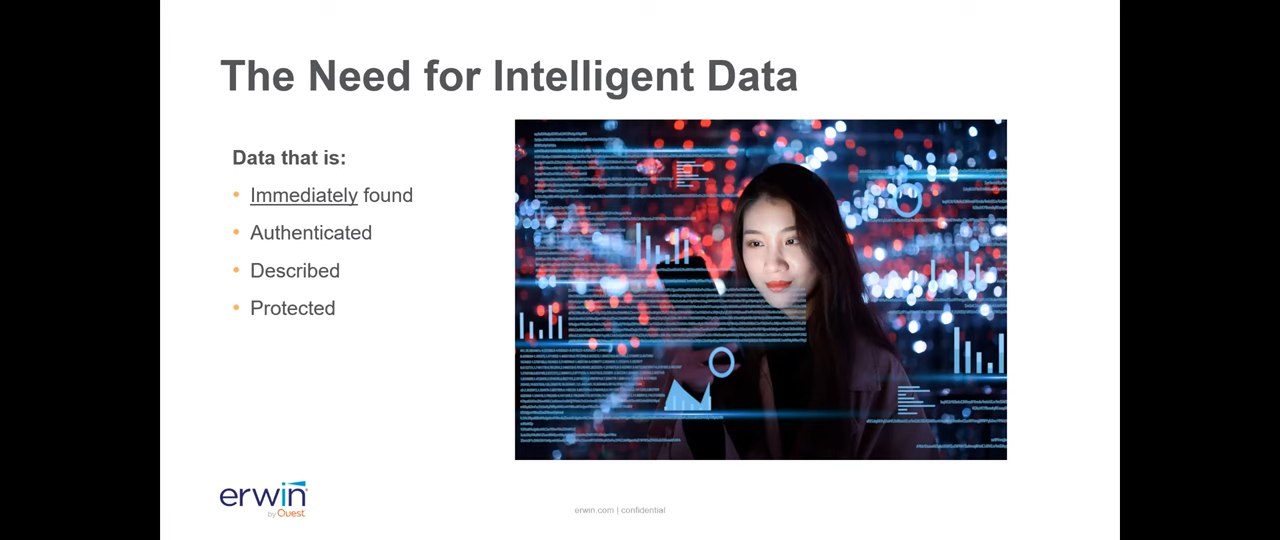 The Need for Intelligent Data
Data that is:
• Immediately found
• Authenticated
• Described
• Protected
erwin
by Quest
erwin.com | confidential